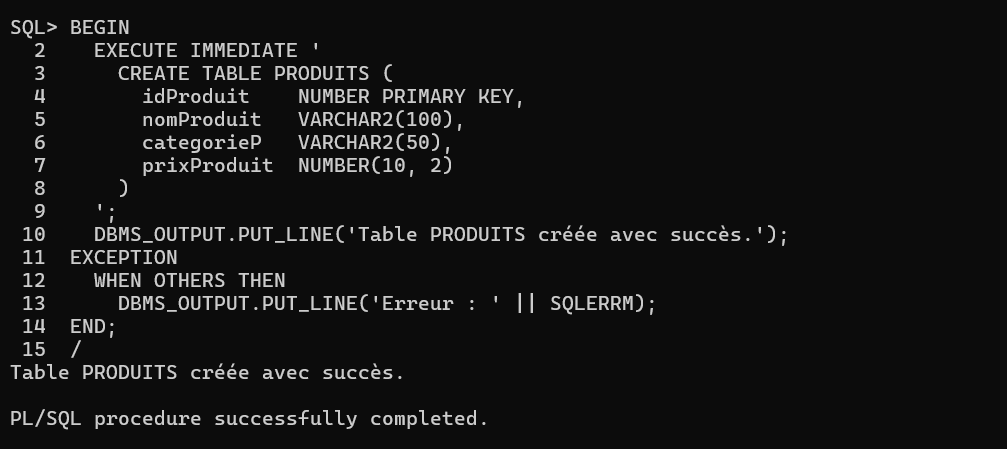 SQL> BEGIN
  2    EXECUTE IMMEDIATE '
  3      CREATE TABLE PRODUITS (
  4        idProduit    NUMBER PRIMARY KEY,
  5        nomProduit   VARCHAR2(100),
  6        categorieP   VARCHAR2(50),
  7        prixProduit  NUMBER(10, 2)
  8      )
  9    ';
 10    DBMS_OUTPUT.PUT_LINE('Table PRODUITS créée avec succès.');
 11  EXCEPTION
 12    WHEN OTHERS THEN
 13      DBMS_OUTPUT.PUT_LINE('Erreur : ' || SQLERRM);
 14  END;
 15  /
Table PRODUITS créée avec succès.

PL/SQL procedure successfully completed.